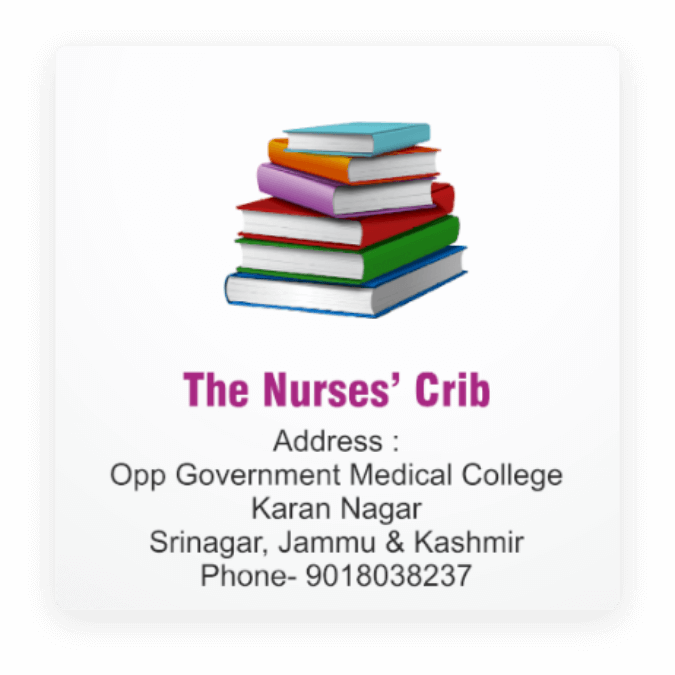 The Nurses’ Crib
Address :
Opp Government Medical College
Karan Nagar
Srinagar, Jammu & Kashmir
Phone- 9018038237